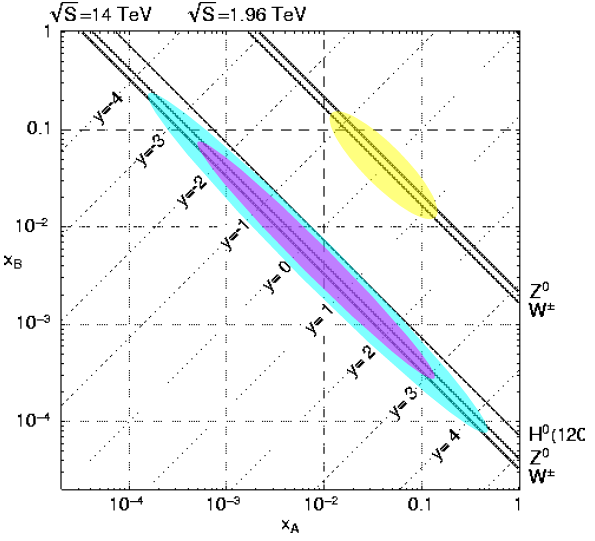 √S=14 TeV √S=1.96 TeV
1
0.1
10⁻²
10⁻³
10⁻⁴
x_B
y=-4
y=-3
y=-2
y=-1
y= 0
y= 1
y= 2
y= 3
y= 4
Z⁰
W±
H⁰(120
Z⁰
W±
10⁻⁴ 10⁻³ 10⁻² 0.1 1
x_A